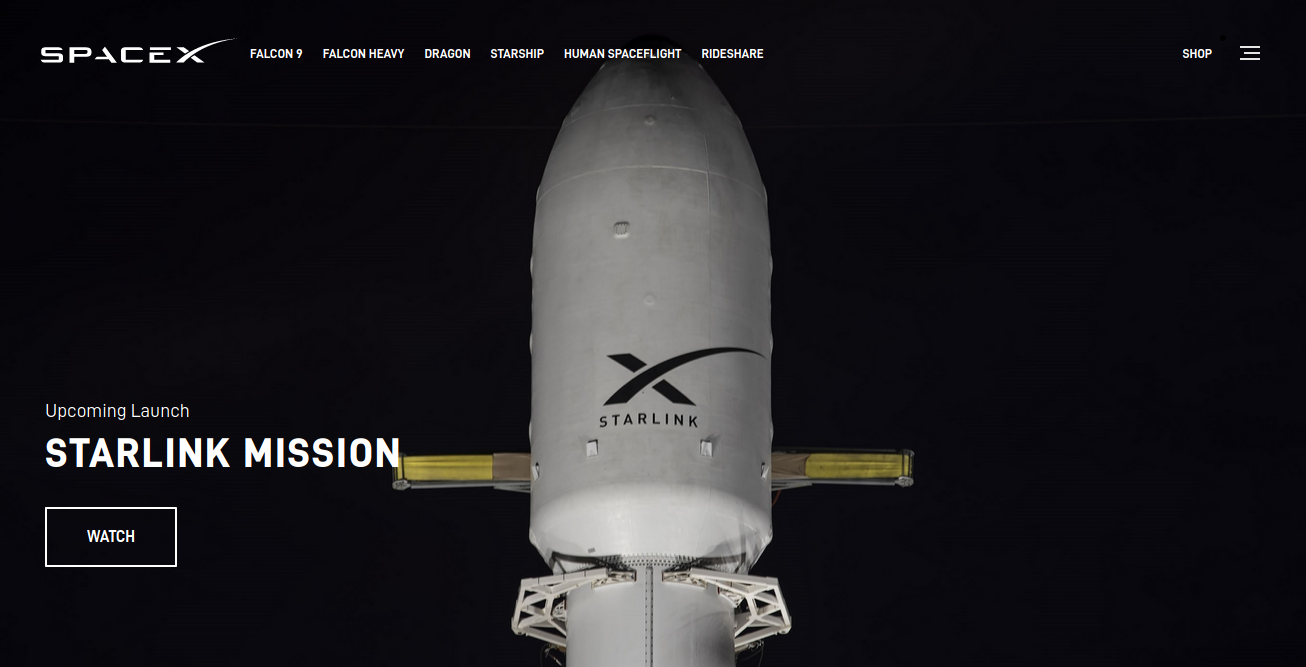 SPACEX FALCON 9 FALCON HEAVY DRAGON STARSHIP HUMAN SPACEFLIGHT RIDESHARE SHOP
STARLINK
Upcoming Launch
STARLINK MISSION
WATCH